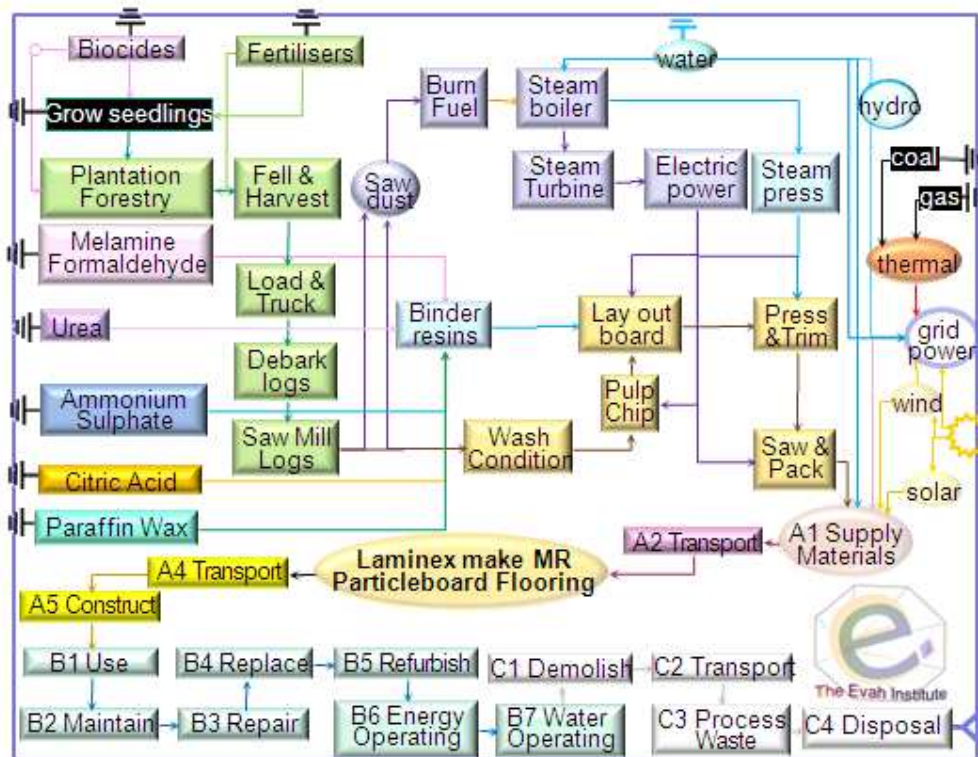 Biocides
Fertilisers
water
Grow seedlings
Burn
Fuel
Steam
boiler
hydro
Plantation
Forestry
Fell &
Harvest
Saw
dust
Steam
Turbine
Electric
power
Steam
press
coal
gas
Melamine
Formaldehyde
thermal
Load &
Truck
Urea
Binder
resins
Lay out
board
Press
&Trim
grid
power
Debark
logs
Ammonium
Sulphate
Pulp
Chip
wind
Saw Mill
Logs
Wash
Condition
Saw &
Pack
Citric Acid
solar
Paraffin Wax
A2 Transport
A1 Supply
Materials
Laminex make MR
Particleboard Flooring
A4 Transport
A5 Construct
B1 Use
B4 Replace
B5 Refurbish
C1 Demolish
C2 Transport
e
The Evah Institute
B2 Maintain
B3 Repair
B6 Energy
Operating
B7 Water
Operating
C3 Process
Waste
C4 Disposal